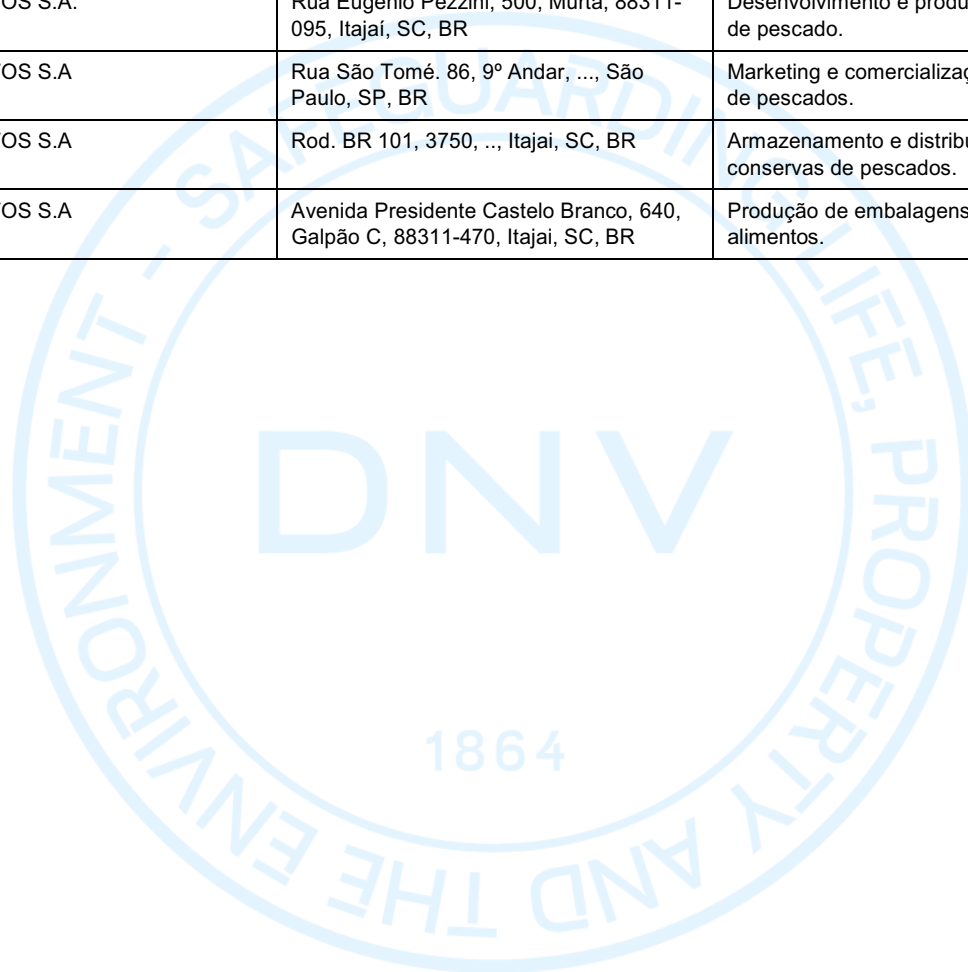 OS S.A.
Rua Eugênio Pezzini, 500, Murta, 88311-
095, Itajaí, SC, BR
Desenvolvimento e produ
de pescado.
OS S.A
Rua São Tomé. 86, 9º Andar, ..., São
Paulo, SP, BR
Marketing e comercializaç
de pescados.
OS S.A
Rod. BR 101, 3750, .., Itajai, SC, BR
Armazenamento e distribu
conservas de pescados.
OS S.A
Avenida Presidente Castelo Branco, 640,
Galpão C, 88311-470, Itajai, SC, BR
Produção de embalagens
alimentos.
SAFEGUARDING LIFE, PROPERTY AND THE ENVIRONMENT -
DNV
1864